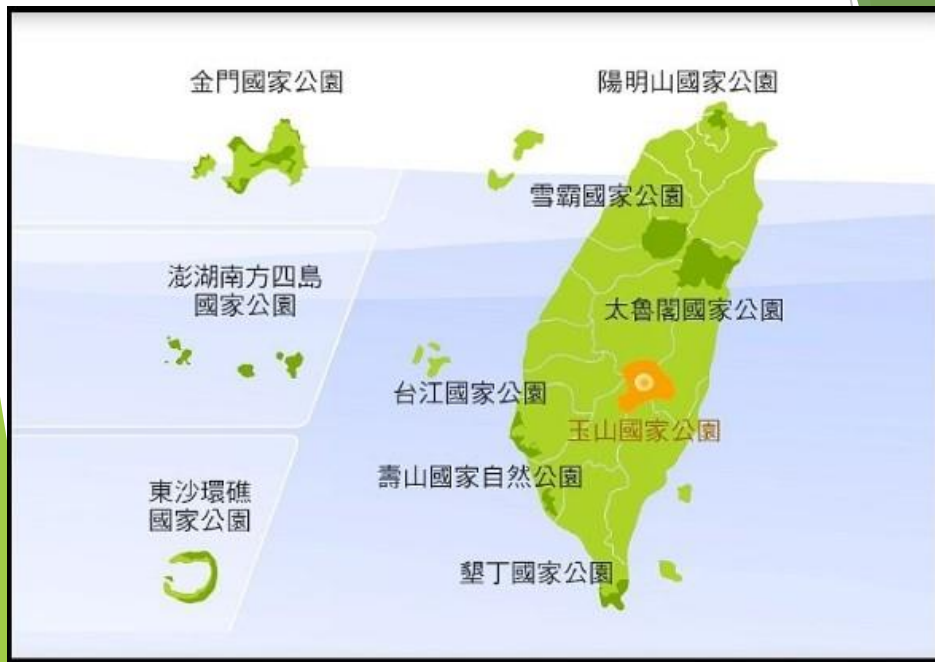 金門國家公園
陽明山國家公園
雪霸國家公園
澎湖南方四島
國家公園
太魯閣國家公園
台江國家公園
玉山國家公園
壽山國家自然公園
東沙環礁
國家公園
墾丁國家公園